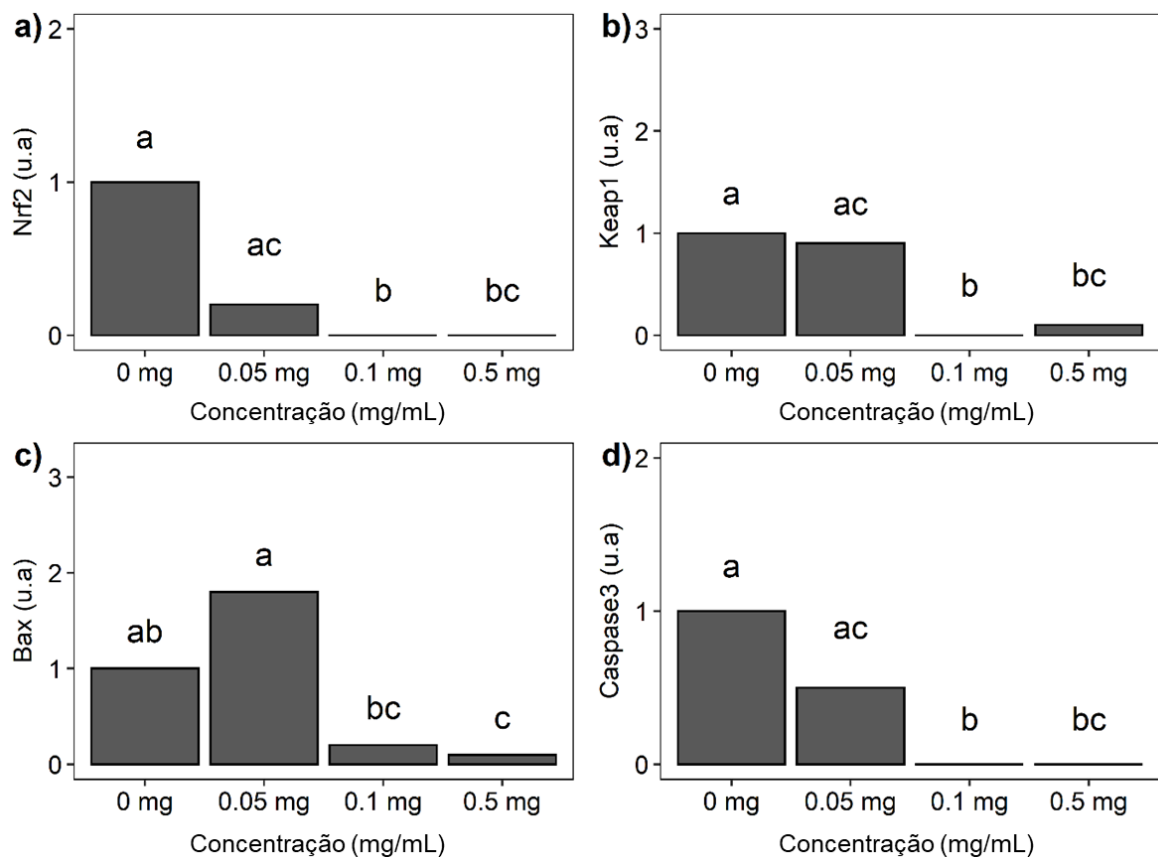 a)
2
1
0
Nrf2 (u.a)
a
ac
b
bc
0 mg 0.05 mg 0.1 mg 0.5 mg
Concentração (mg/mL)
b)
3
2
1
0
Keap1 (u.a)
a
ac
b
bc
0 mg 0.05 mg 0.1 mg 0.5 mg
Concentração (mg/mL)
c)
3
2
1
0
Bax (u.a)
ab
a
bc
c
0 mg 0.05 mg 0.1 mg 0.5 mg
Concentração (mg/mL)
d)
2
1
0
Caspase3 (u.a)
a
ac
b
bc
0 mg 0.05 mg 0.1 mg 0.5 mg
Concentração (mg/mL)